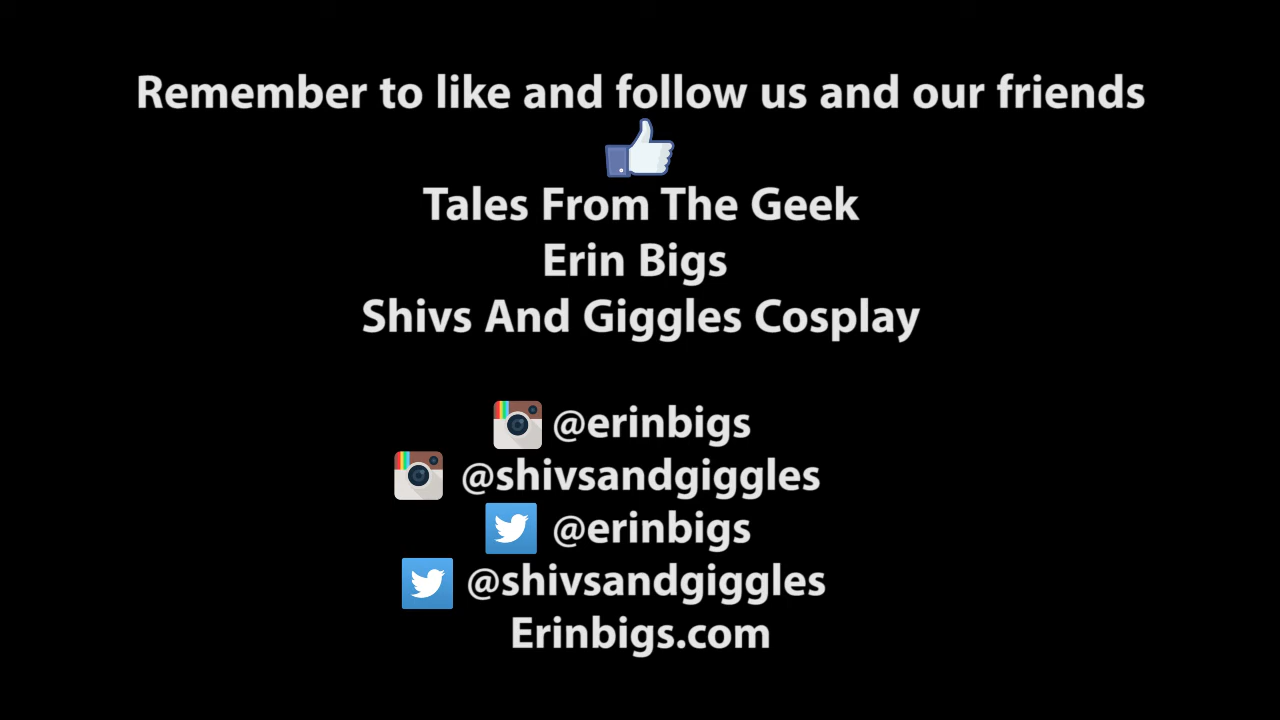 Remember to like and follow us and our friends
Tales From The Geek
Erin Bigs
Shivs And Giggles Cosplay
@erinbigs
@shivsandgiggles
@erinbigs
@shivsandgiggles
Erinbigs.com